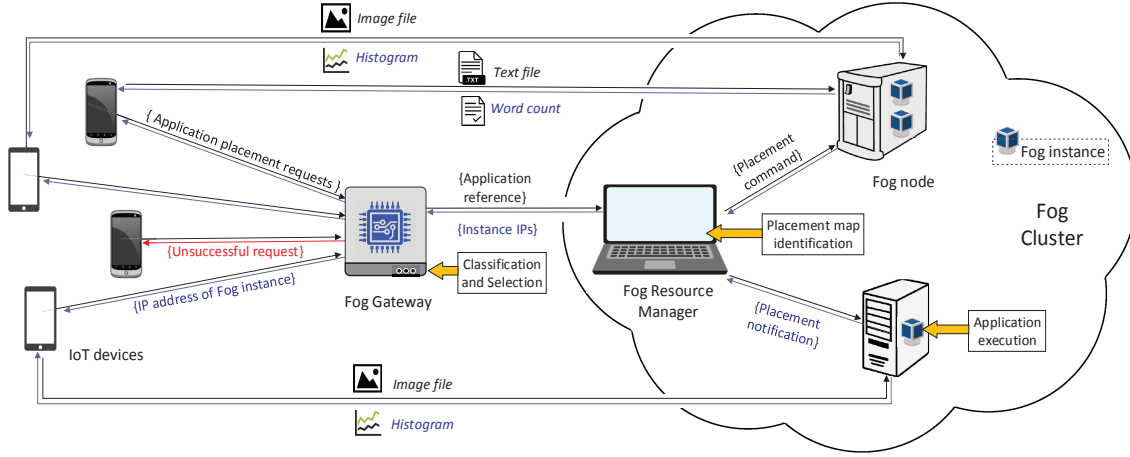 Image file
Histogram
Text file
.TXT
Word count
{ Application placement requests }
{Placement
command}
Fog instance
Fog node
{Application
reference}
{Instance IPs}
Placement map
identification
Fog
Cluster
{Unsuccessful request}
Classification
and Selection
{IP address of Fog instance}
Fog Gateway
Fog Resource
Manager
{Placement
notification}
Application
execution
IoT devices
Image file
Histogram